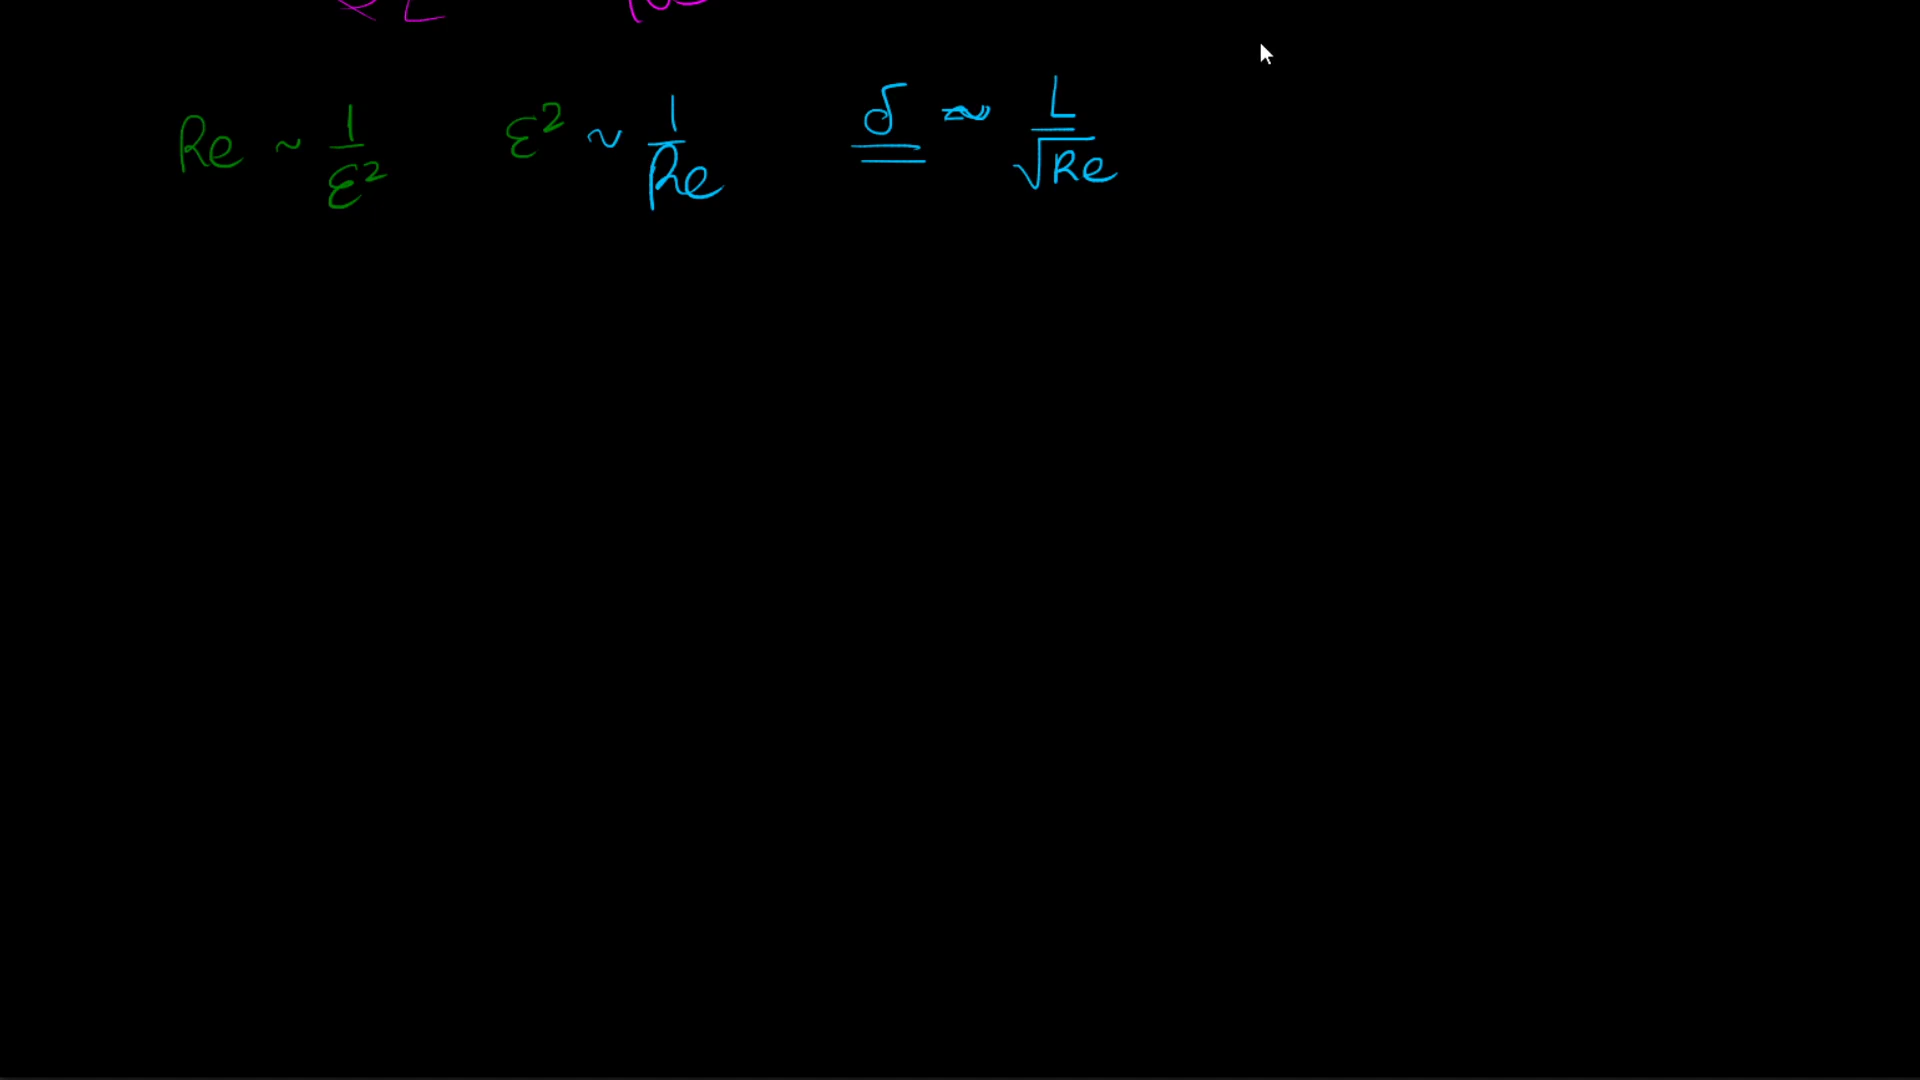 Re ~ 1/ε²   ε² ~ 1/Re   δ ≈ L/√Re